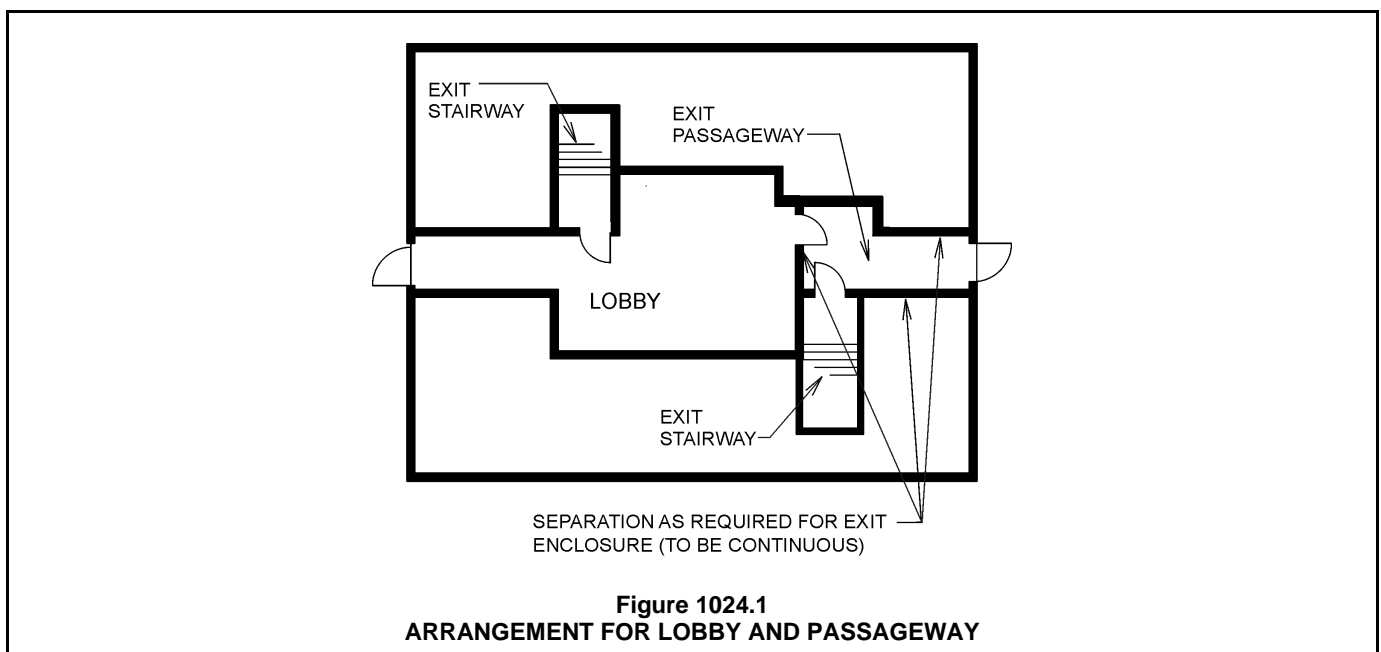 EXIT
STAIRWAY
EXIT
PASSAGEWAY
LOBBY
EXIT
STAIRWAY
SEPARATION AS REQUIRED FOR EXIT
ENCLOSURE (TO BE CONTINUOUS)
Figure 1024.1
ARRANGEMENT FOR LOBBY AND PASSAGEWAY